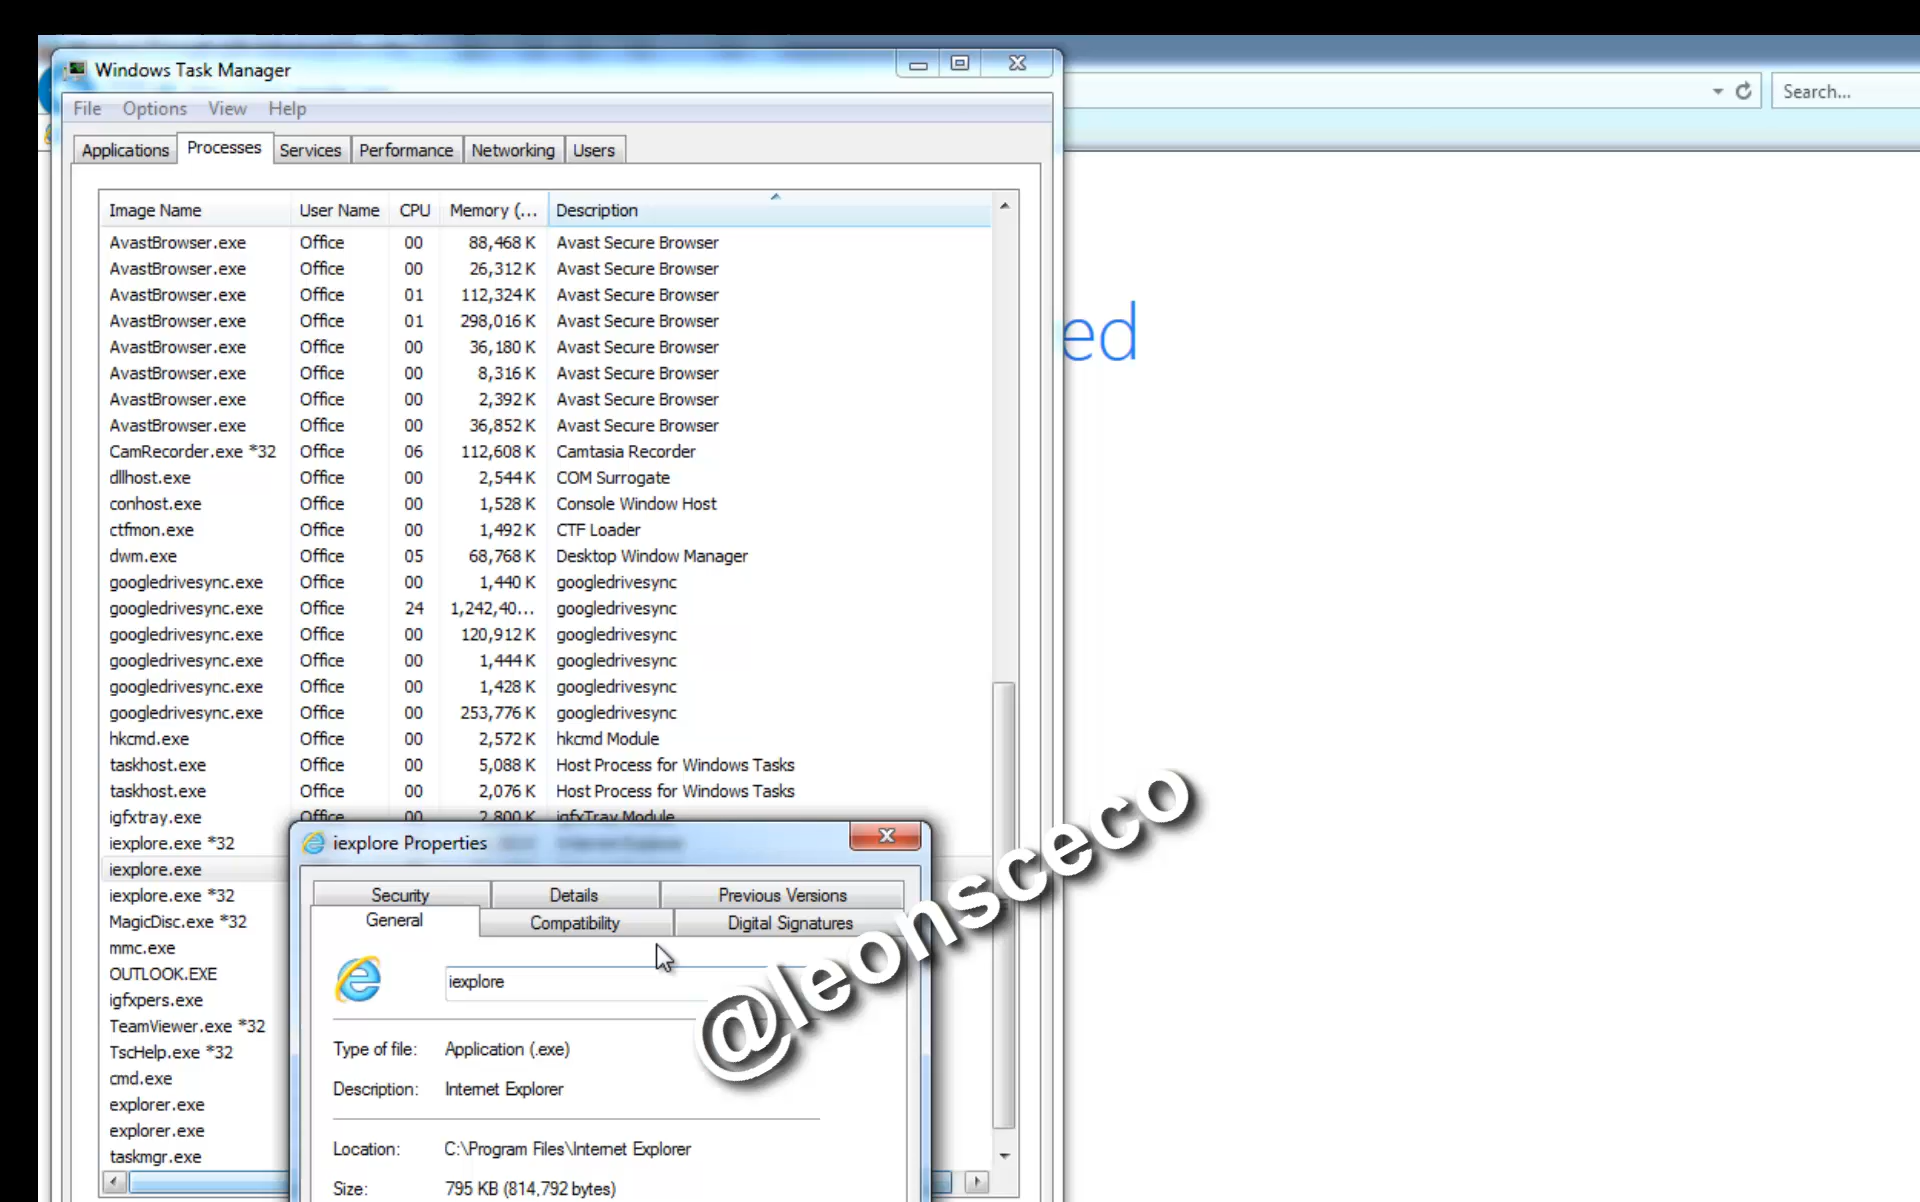 Windows Task Manager
File Options View Help
Search...
Applications Processes Services Performance Networking Users
Image Name User Name CPU Memory (... Description
AvastBrowser.exe Office 00 88,468 K Avast Secure Browser
AvastBrowser.exe Office 00 26,312 K Avast Secure Browser
AvastBrowser.exe Office 01 112,324 K Avast Secure Browser
AvastBrowser.exe Office 01 298,016 K Avast Secure Browser
AvastBrowser.exe Office 00 36,180 K Avast Secure Browser
ed
AvastBrowser.exe Office 00 8,316 K Avast Secure Browser
AvastBrowser.exe Office 00 2,392 K Avast Secure Browser
AvastBrowser.exe Office 00 36,852 K Avast Secure Browser
CamRecorder.exe *32 Office 06 112,608 K Camtasia Recorder
dllhost.exe Office 00 2,544 K COM Surrogate
conhost.exe Office 00 1,528 K Console Window Host
ctfmon.exe Office 00 1,492 K CTF Loader
dwm.exe Office 05 68,768 K Desktop Window Manager
googledrivesync.exe Office 00 1,440 K googledrivesync
googledrivesync.exe Office 24 1,242,40... googledrivesync
googledrivesync.exe Office 00 120,912 K googledrivesync
googledrivesync.exe Office 00 1,444 K googledrivesync
googledrivesync.exe Office 00 1,428 K googledrivesync
googledrivesync.exe Office 00 253,776 K googledrivesync
hkcmd.exe Office 00 2,572 K hkcmd Module
taskhost.exe Office 00 5,088 K Host Process for Windows Tasks
taskhost.exe Office 00 2,076 K Host Process for Windows Tasks
igfxtray.exe Office 00 2,800 K igfxTray Module
iexplore.exe *32
iexplore.exe
iexplore.exe *32
MagicDisc.exe *32
mmc.exe
OUTLOOK.EXE
igfxpers.exe
TeamViewer.exe *32
TscHelp.exe *32
cmd.exe
explorer.exe
explorer.exe
taskmgr.exe
iexplore Properties
Security Details Previous Versions
General Compatibility Digital Signatures
iexplore
Type of file: Application (.exe)
Description: Internet Explorer
Location: C:\Program Files\Internet Explorer
Size: 795 KB (814,792 bytes)
@leonsceco